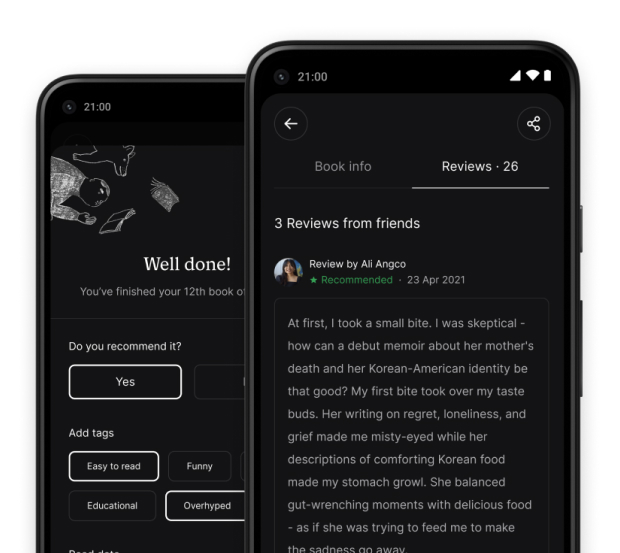 21:00
Well done!
You've finished your 12th book of
Do you recommend it?
Yes
Add tags
Easy to read
Funny
Educational
Overhyped
Read date
21:00
Book info
Reviews · 26
3 Reviews from friends
Review by Ali Angco
★ Recommended · 23 Apr 2021
At first, I took a small bite. I was skeptical -
how can a debut memoir about her mother's
death and her Korean-American identity be
that good? My first bite took over my taste
buds. Her writing on regret, loneliness, and
grief made me misty-eyed while her
descriptions of comforting Korean food
made my stomach growl. She balanced
gut-wrenching moments with delicious food
- as if she was trying to feed me to make
the sadness go away.